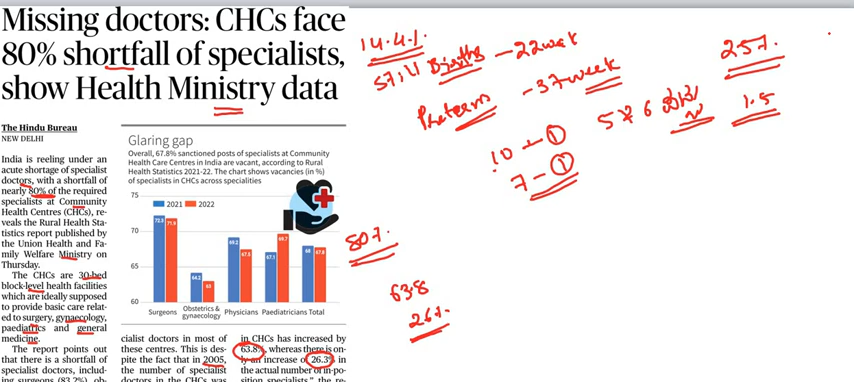 Missing doctors: CHCs face
80% shortfall of specialists,
show Health Ministry data
The Hindu Bureau
NEW DELHI
India is reeling under an
acute shortage of specialist
doctors, with a shortfall of
nearly 80% of the required
specialists at Community
Health Centres (CHCs), re-
veals the Rural Health Sta-
tistics report published by
the Union Health and Fa-
mily Welfare Ministry on
Thursday.
The CHCs are 30-bed
block-level health facilities
which are ideally supposed
to provide basic care relat-
ed to surgery, gynaecology,
paediatrics and general
medicine.
The report points out
that there is a shortfall of
specialist doctors, includ-
ing surgeons (83.2%), ob-
Glaring gap
Overall, 67.8% sanctioned posts of specialists at Community
Health Care Centres in India are vacant, according to Rural
Health Statistics 2021-22. The chart shows vacancies (in %)
of specialists in CHCs across specialities
75
2021 2022
70
65
60
69.2
67.5
67.1
69.7
68
67.8
64.2
63
Surgeons
Obstetrics &
gynaecology
Physicians
Paediatricians
Total
cialist doctors in most of
these centres. This is des-
pite the fact that in 2005,
the number of specialist
doctors in the CHCs was
in CHCs has increased by
63.8%, whereas there is on-
ly an increase of 26.3% in
the actual number of in-po-
sition specialists," the re-
14.4%
Still Births - 22 week
Preterm - 37 week
10 - 1
7 - 1
25%
1.5
80%
63.8
26%